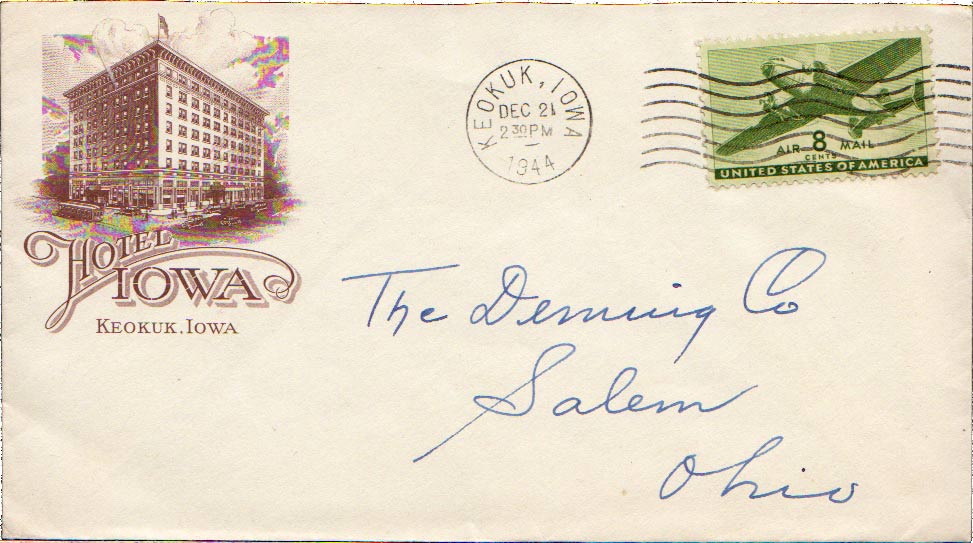 HOTEL
IOWA
KEOKUK, IOWA
KEOKUK, IOWA
DEC 21
2 30 PM
1944
AIR 8 MAIL
CENTS
UNITED STATES OF AMERICA
The Deming Co
Salem
Ohio